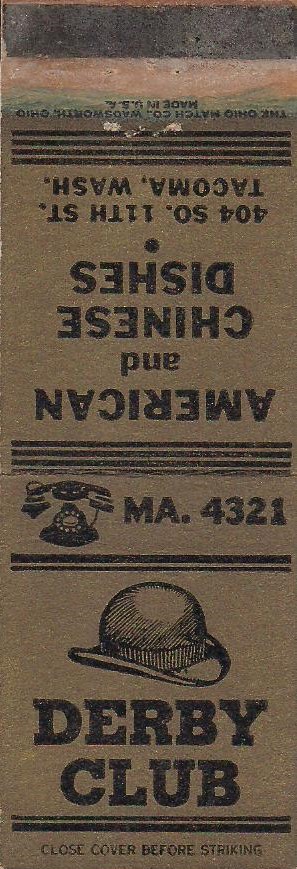 MA. 4321
DERBY
CLUB
CLOSE COVER BEFORE STRIKING
AMERICAN
and
CHINESE
DISHES
404 SO. 11TH ST.
TACOMA, WASH.
MADE IN U.S.A.
THE OHIO MATCH CO., WADSWORTH, OHIO